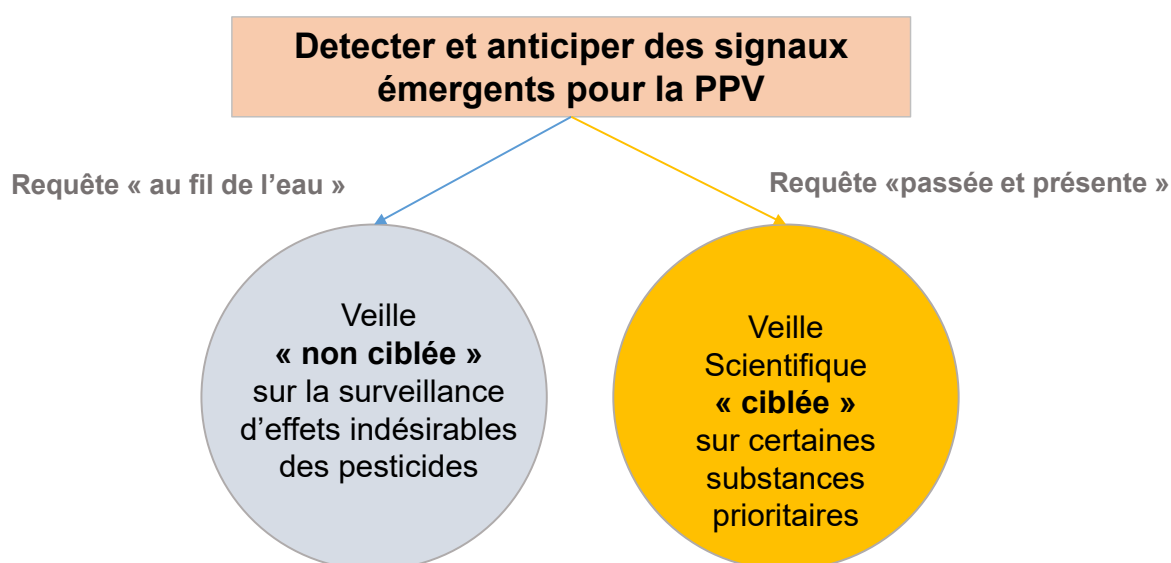 Detecter et anticiper des signaux
émergents pour la PPV
Requête « au fil de l’eau »
Requête «passée et présente »
Veille
« non ciblée »
sur la surveillance
d’effets indésirables
des pesticides
Veille
Scientifique
« ciblée »
sur certaines
substances
prioritaires